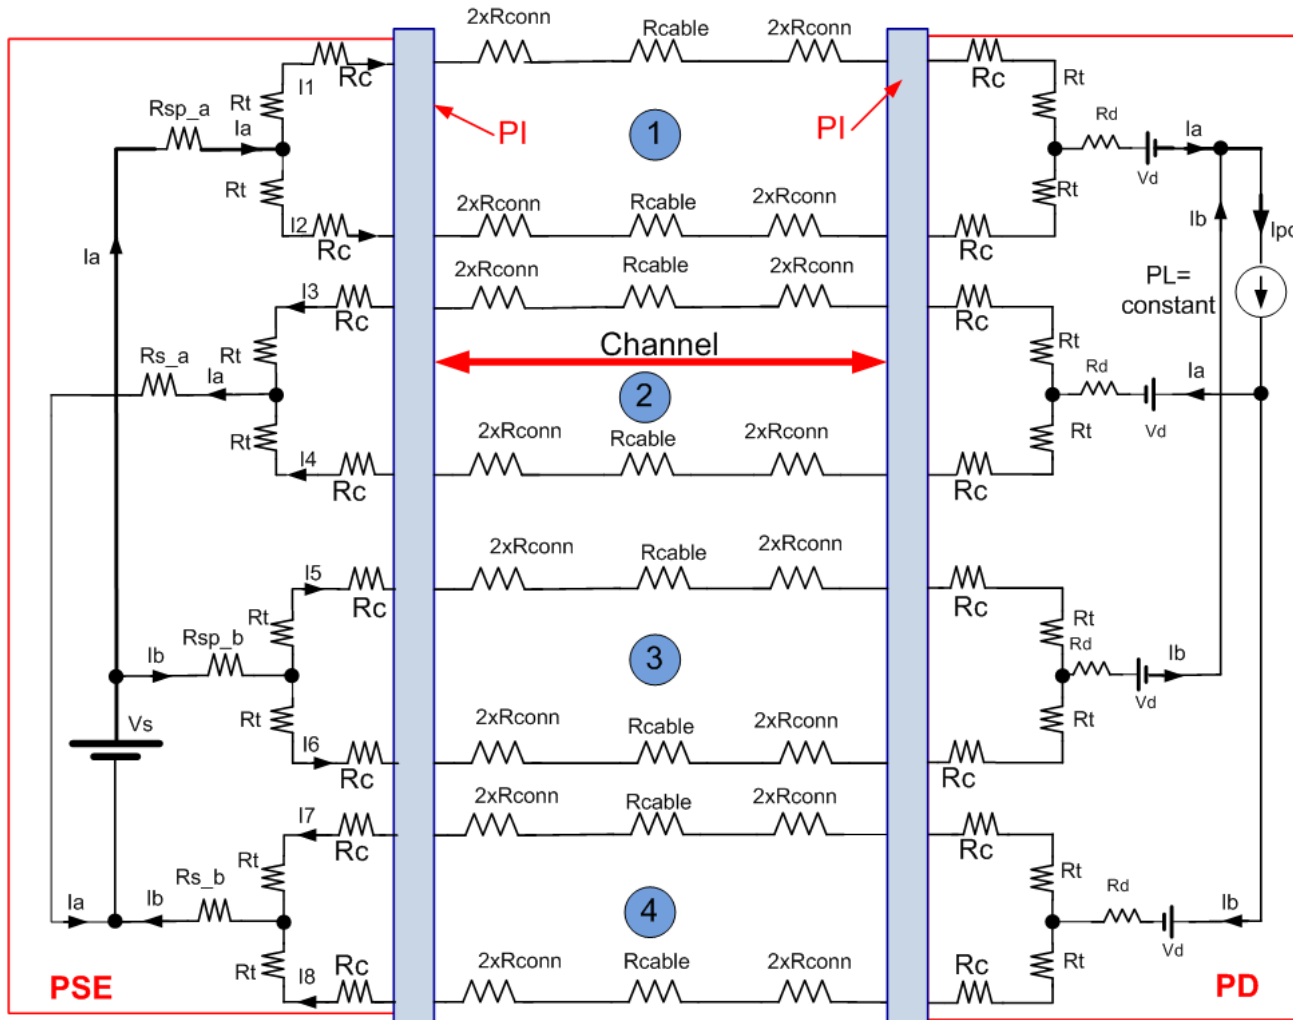 2xRconn
Rcable
2xRconn
Rc
I1
Rc
Rt
Rt
Rsp_a
Ia
PI
1
PI
Rd
Ia
Vd
Rt
Rt
Ib
Ipd
I2
Rc
2xRconn
Rcable
2xRconn
Rc
Ia
2xRconn
Rcable
2xRconn
PL=
constant
I3
Rc
Rc
Rt
Channel
Rt
Rs_a
Ia
2
Rd
Ia
Vd
Rt
Rt
I4
Rc
2xRconn
Rcable
2xRconn
Rc
I5
Rc
2xRconn
Rcable
2xRconn
Rc
Rt
Rt
Rsp_b
Ib
3
Rd
Ib
Vd
Rt
Rt
Vs
I6
Rc
2xRconn
Rcable
2xRconn
Rc
I7
Rc
2xRconn
Rcable
2xRconn
Rc
Rt
Rt
Rs_b
Ia
Ib
4
Rd
Ib
Vd
Rt
Rt
I8
Rc
2xRconn
Rcable
2xRconn
Rc
PSE
PD